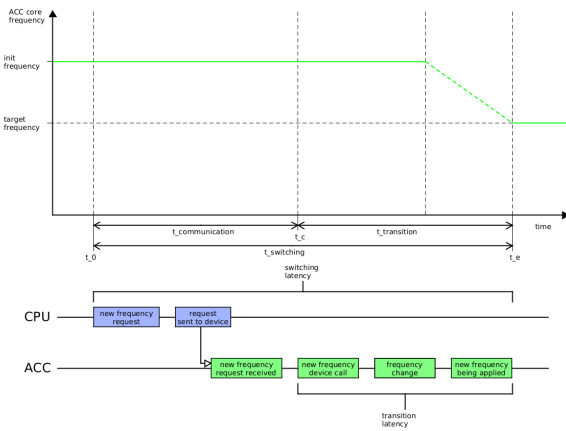 ACC core
frequency
init
frequency
target
frequency
time
t_communication
t_transition
t_c
t_switching
t_0
t_e
switching
latency
CPU
new frequency
request
request
sent to device
ACC
new frequency
request received
new frequency
device call
frequency
change
new frequency
being applied
transition
latency